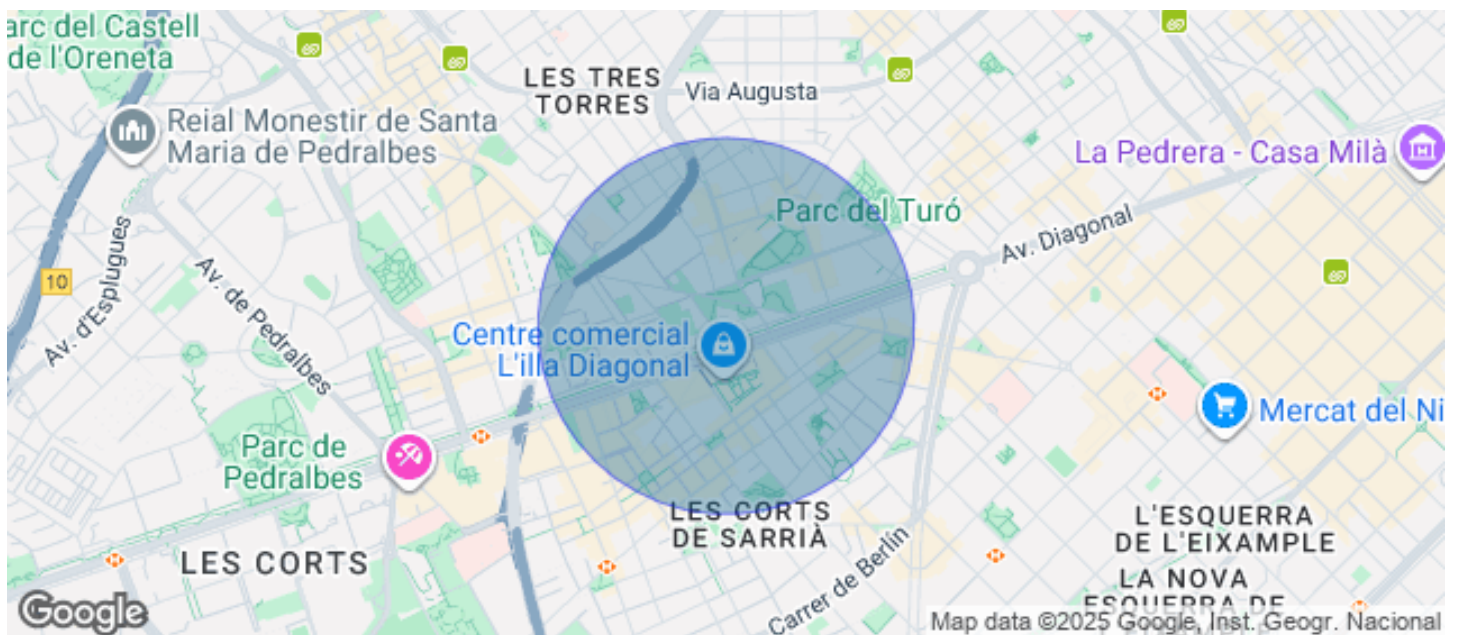 arc del Castell
de l'Oreneta
LES TRES
TORRES
Via Augusta
Reial Monestir de Santa
Maria de Pedralbes
La Pedrera - Casa Milà
Parc del Turó
Av. Diagonal
10
Av. d'Esplugues
Av. de Pedralbes
Centre comercial
L'illa Diagonal
Mercat del Ni
Parc de
Pedralbes
LES CORTS
DE SARRIÀ
L'ESQUERRA
DE L'EIXAMPLE
LES CORTS
Carrer de Berlín
LA NOVA
ESQUERRA DE
Google
Map data ©2025 Google, Inst. Geogr. Nacional